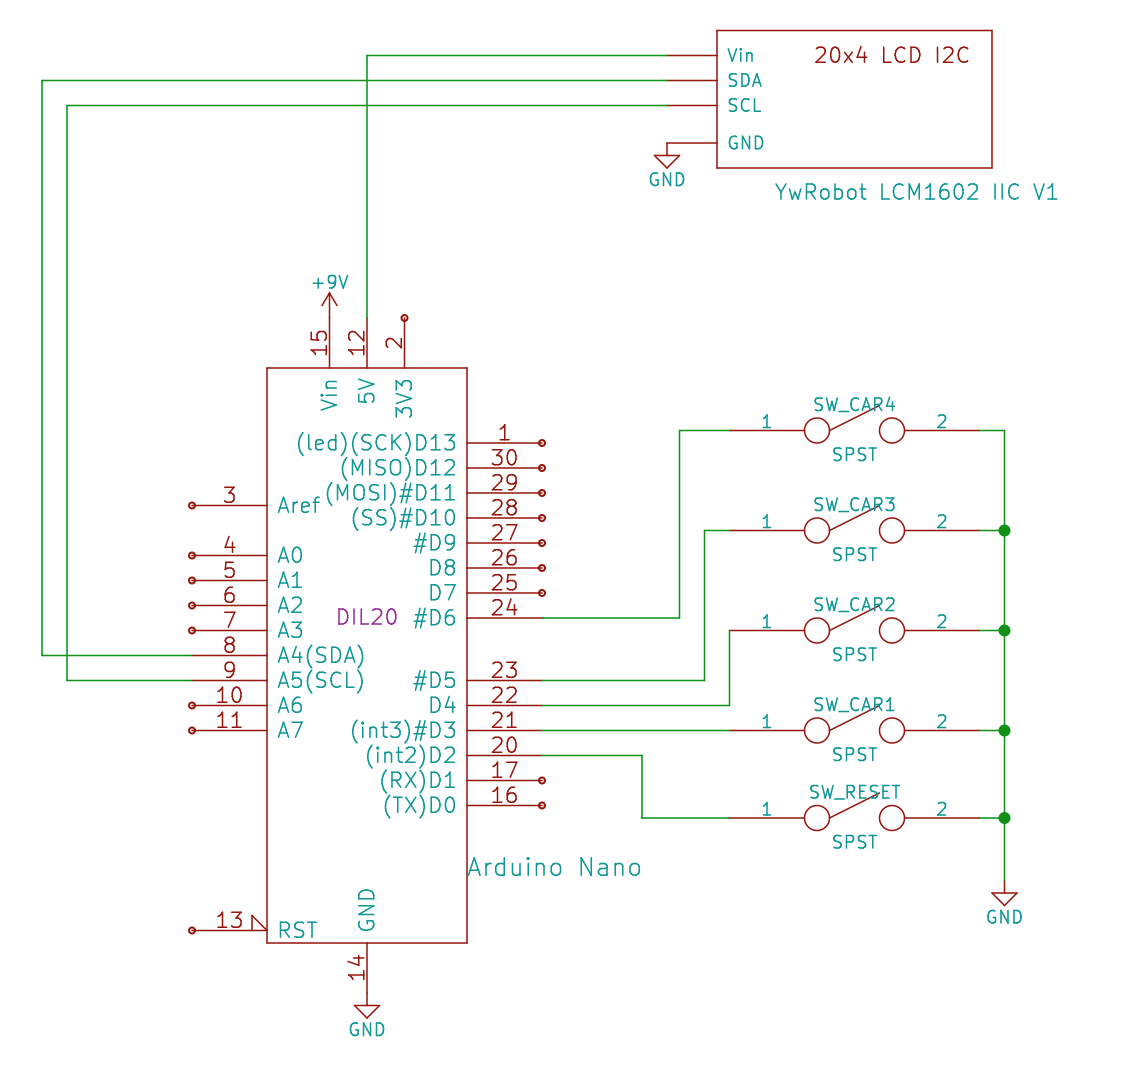 Vin 20x4 LCD I2C
SDA
SCL
GND
GND
YwRobot LCM1602 IIC V1
+9V
15 12 2
Vin 5V 3V3
(led)(SCK)D13 1
(MISO)D12 30
(MOSI)#D11 29
(SS)#D10 28
#D9 27
D8 26
D7 25
#D6 24
#D5 23
D4 22
(int3)#D3 21
(int2)D2 20
(RX)D1 17
(TX)D0 16
3 Aref
4 A0
5 A1
6 A2
7 A3
8 A4(SDA)
9 A5(SCL)
10 A6
11 A7
DIL20
13 RST
GND
14
GND
Arduino Nano
SW_CAR4
1 2
SPST
SW_CAR3
1 2
SPST
SW_CAR2
1 2
SPST
SW_CAR1
1 2
SPST
SW_RESET
1 2
SPST
GND